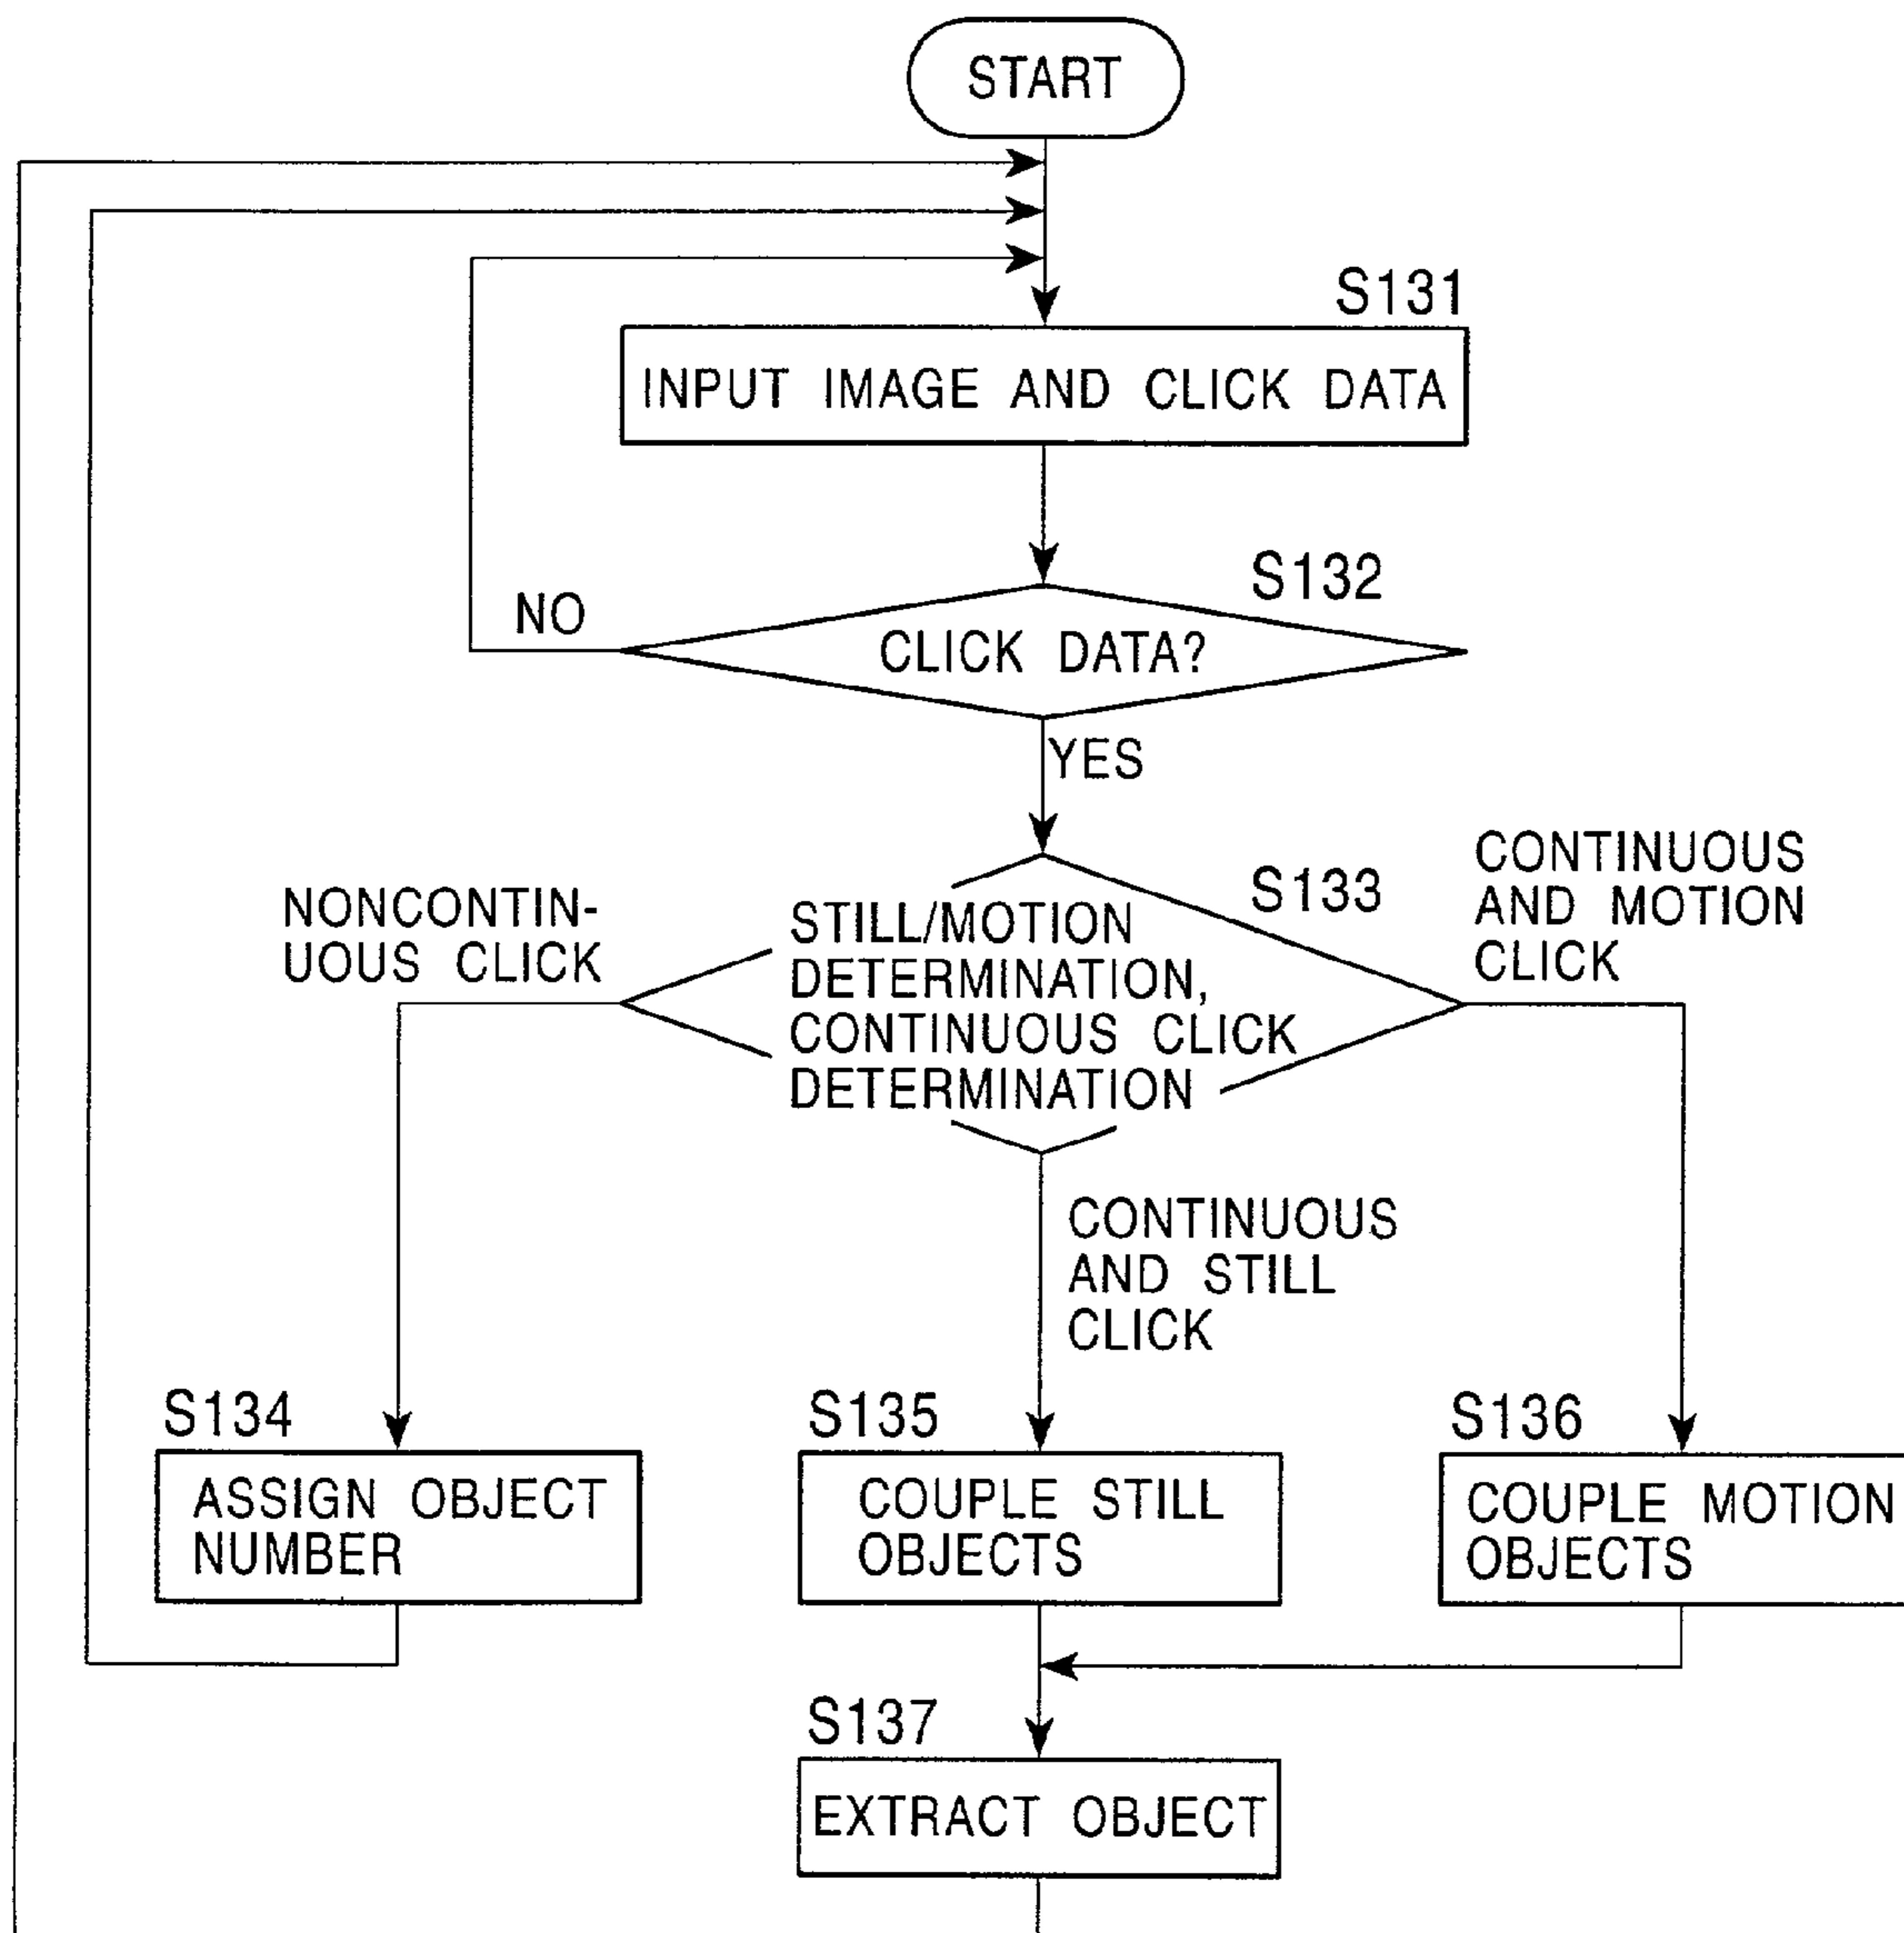 START
S131
INPUT IMAGE AND CLICK DATA
S132
NO
CLICK DATA?
YES
S133
CONTINUOUS
AND MOTION
CLICK
NONCONTIN-
UOUS CLICK
STILL/MOTION
DETERMINATION,
CONTINUOUS CLICK
DETERMINATION
CONTINUOUS
AND STILL
CLICK
S134
ASSIGN OBJECT
NUMBER
S135
COUPLE STILL
OBJECTS
S136
COUPLE MOTION
OBJECTS
S137
EXTRACT OBJECT